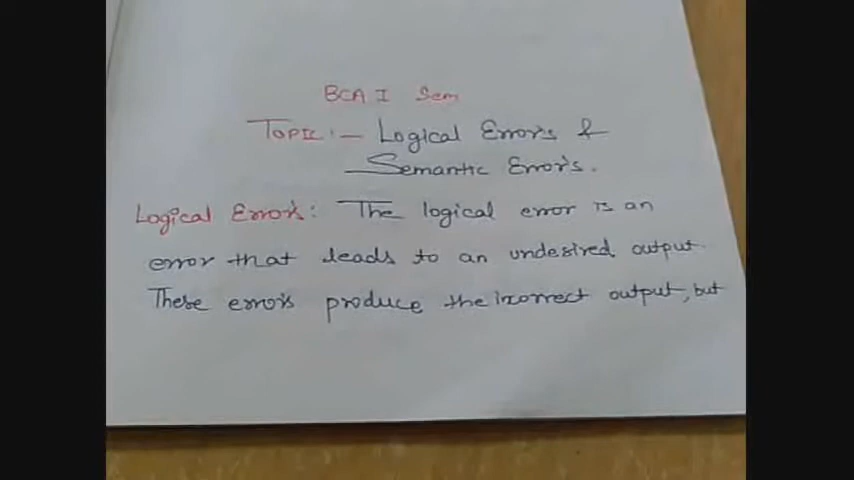 BCA I Sem
Topic:- Logical Errors &
Semantic Errors.
Logical Errors: The logical error is an
error that leads to an undesired output.
These errors produce the incorrect output, but